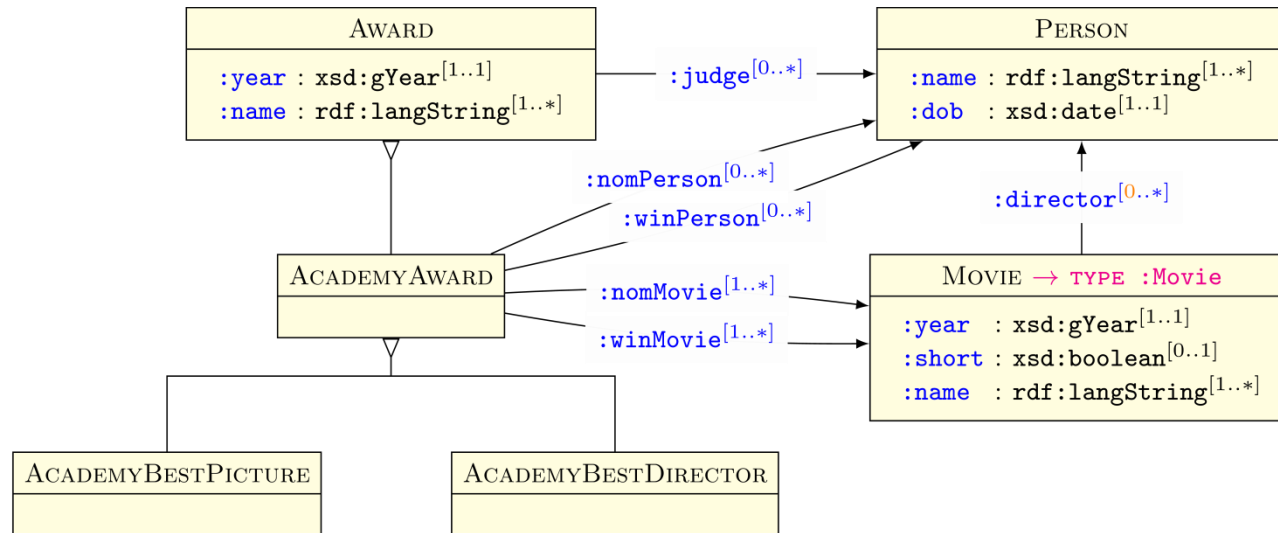 AWARD
:year : xsd:gYear[1..1]
:name : rdf:langString[1..*]
:judge[0..*]
PERSON
:name : rdf:langString[1..*]
:dob : xsd:date[1..1]
:nomPerson[0..*]
:winPerson[0..*]
:director[0..*]
ACADEMYAWARD
:nomMovie[1..*]
:winMovie[1..*]
MOVIE → TYPE :Movie
:year : xsd:gYear[1..1]
:short : xsd:boolean[0..1]
:name : rdf:langString[1..*]
ACADEMYBESTPICTURE
ACADEMYBESTDIRECTOR